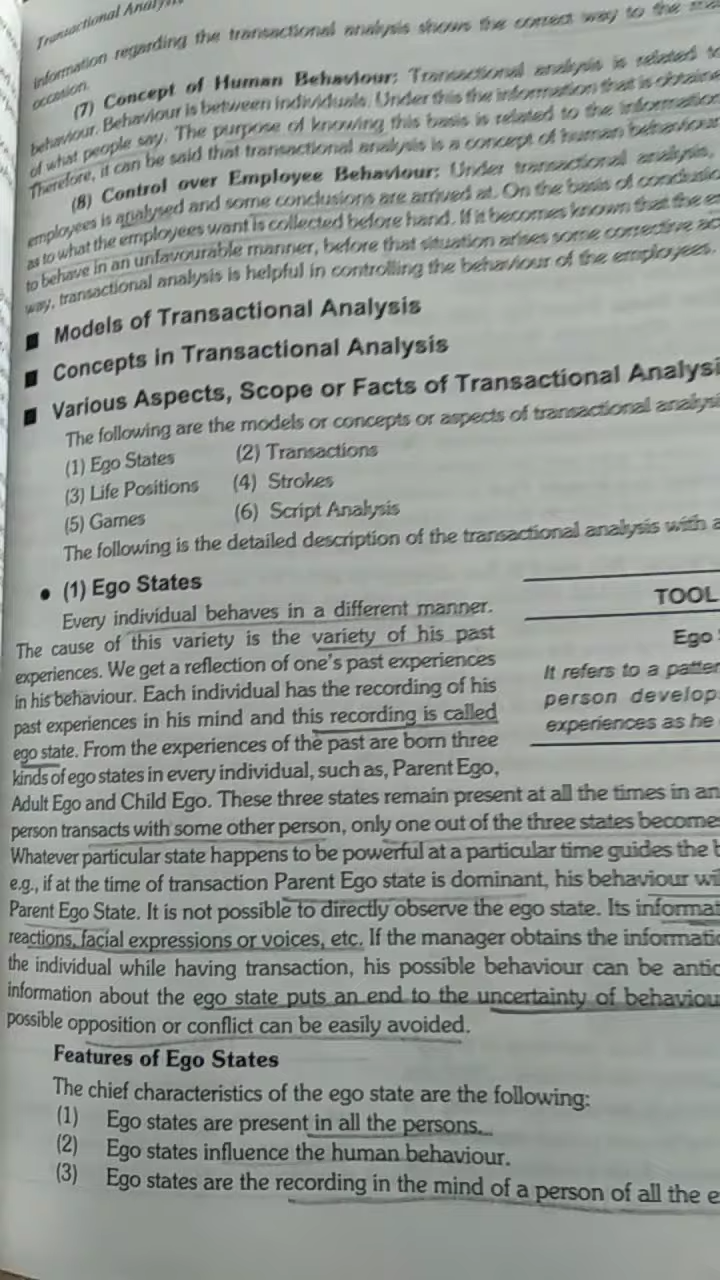 Transactional Analysis
information regarding the transactional analysis shows the correct way to the
occasion.
(7) Concept of Human Behaviour: Transactional analysis is related to
behaviour. Behaviour is between individuals. Under this the information that is obtained
of what people say. The purpose of knowing this basis is related to the information
Therefore, it can be said that transactional analysis is a concept of human behaviour
(8) Control over Employee Behaviour: Under transactional analysis,
employees is analysed and some conclusions are arrived at. On the basis of
as to what the employees want is collected before hand. If it becomes known that the
to behave in an unfavourable manner, before that situation arises some corrective
way, transactional analysis is helpful in controlling the behaviour of the employees.
■ Models of Transactional Analysis
■ Concepts in Transactional Analysis
■ Various Aspects, Scope or Facts of Transactional Analysi
The following are the models or concepts or aspects of transactional analysi
(1) Ego States (2) Transactions
(3) Life Positions (4) Strokes
(5) Games (6) Script Analysis
The following is the detailed description of the transactional analysis with a
• (1) Ego States
Every individual behaves in a different manner.
The cause of this variety is the variety of his past
experiences. We get a reflection of one's past experiences
in his behaviour. Each individual has the recording of his
past experiences in his mind and this recording is called
ego state. From the experiences of the past are born three
kinds of ego states in every individual, such as, Parent Ego,
TOOL
Ego
It refers to a patter
person develop
experiences as he
Adult Ego and Child Ego. These three states remain present at all the times in an
person transacts with some other person, only one out of the three states become
Whatever particular state happens to be powerful at a particular time guides the b
e.g., if at the time of transaction Parent Ego state is dominant, his behaviour wil
Parent Ego State. It is not possible to directly observe the ego state. Its informat
reactions, facial expressions or voices, etc. If the manager obtains the informatio
the individual while having transaction, his possible behaviour can be antic
information about the ego state puts an end to the uncertainty of behaviou
possible opposition or conflict can be easily avoided.
Features of Ego States
The chief characteristics of the ego state are the following:
(1) Ego states are present in all the persons.
(2) Ego states influence the human behaviour.
(3) Ego states are the recording in the mind of a person of all the e